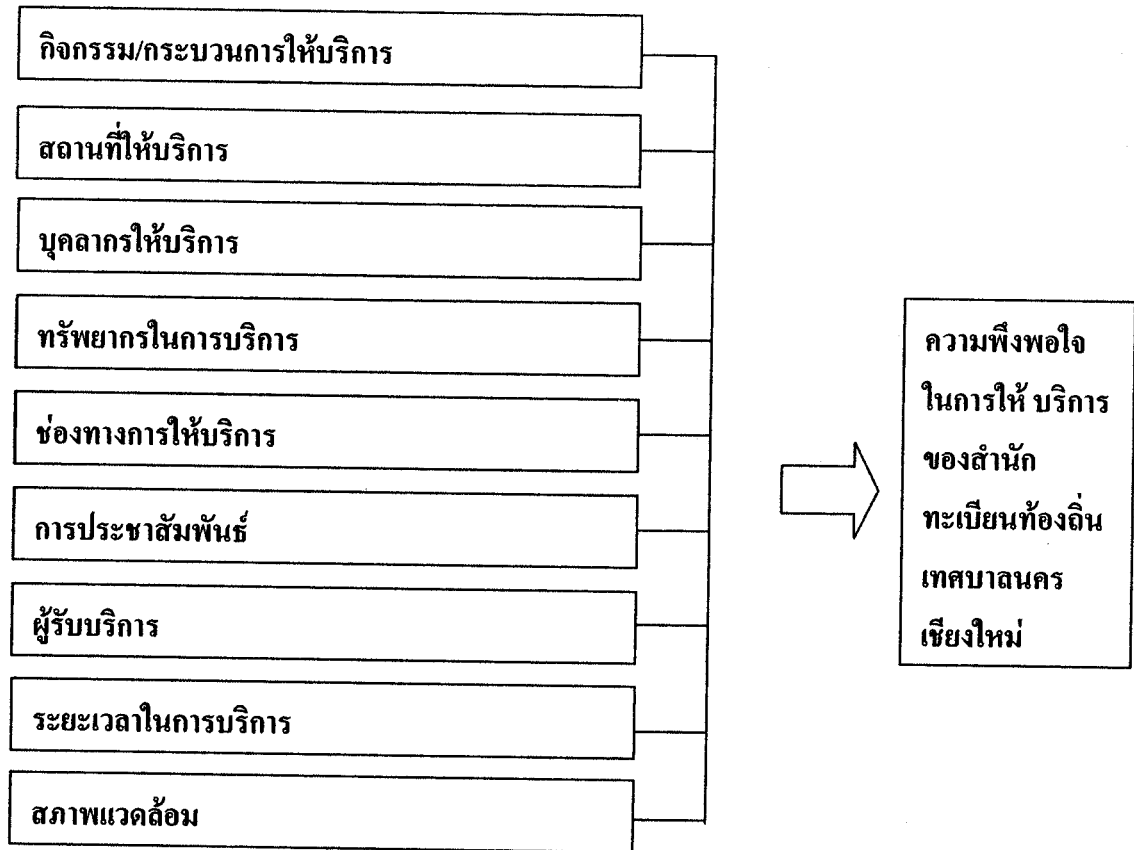 กิจกรรม/กระบวนการให้บริการ
สถานที่ให้บริการ
บุคลากรให้บริการ
ทรัพยากรในการบริการ
ช่องทางการให้บริการ
การประชาสัมพันธ์
ผู้รับบริการ
ระยะเวลาในการบริการ
สภาพแวดล้อม
ความพึงพอใจ
ในการให้ บริการ
ของสำนัก
ทะเบียนท้องถิ่น
เทศบาลนคร
เชียงใหม่